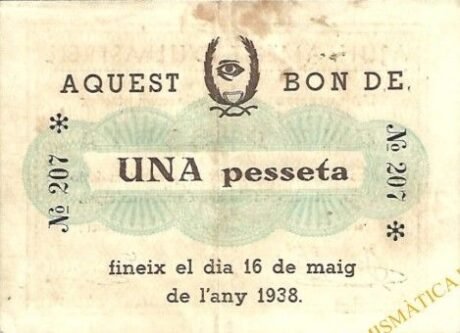 AQUEST BON DE
No 207 *
UNA pesseta
No 207 *
fineix el dia 16 de maig
de l'any 1938.